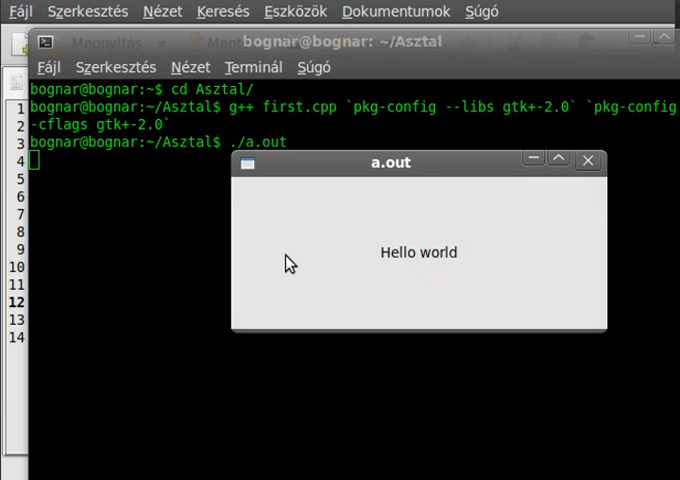 Fájl Szerkesztés Nézet Keresés Eszközök Dokumentumok Súgó
Megnyitás
bognar@bognar: ~/Asztal
Fájl Szerkesztés Nézet Terminál Súgó
bognar@bognar:~$ cd Asztal/
bognar@bognar:~/Asztal$ g++ first.cpp `pkg-config --libs gtk+-2.0` `pkg-config
-cflags gtk+-2.0`
bognar@bognar:~/Asztal$ ./a.out
a.out
Hello world
1
2
3
4
5
6
7
8
9
10
11
12
13
14